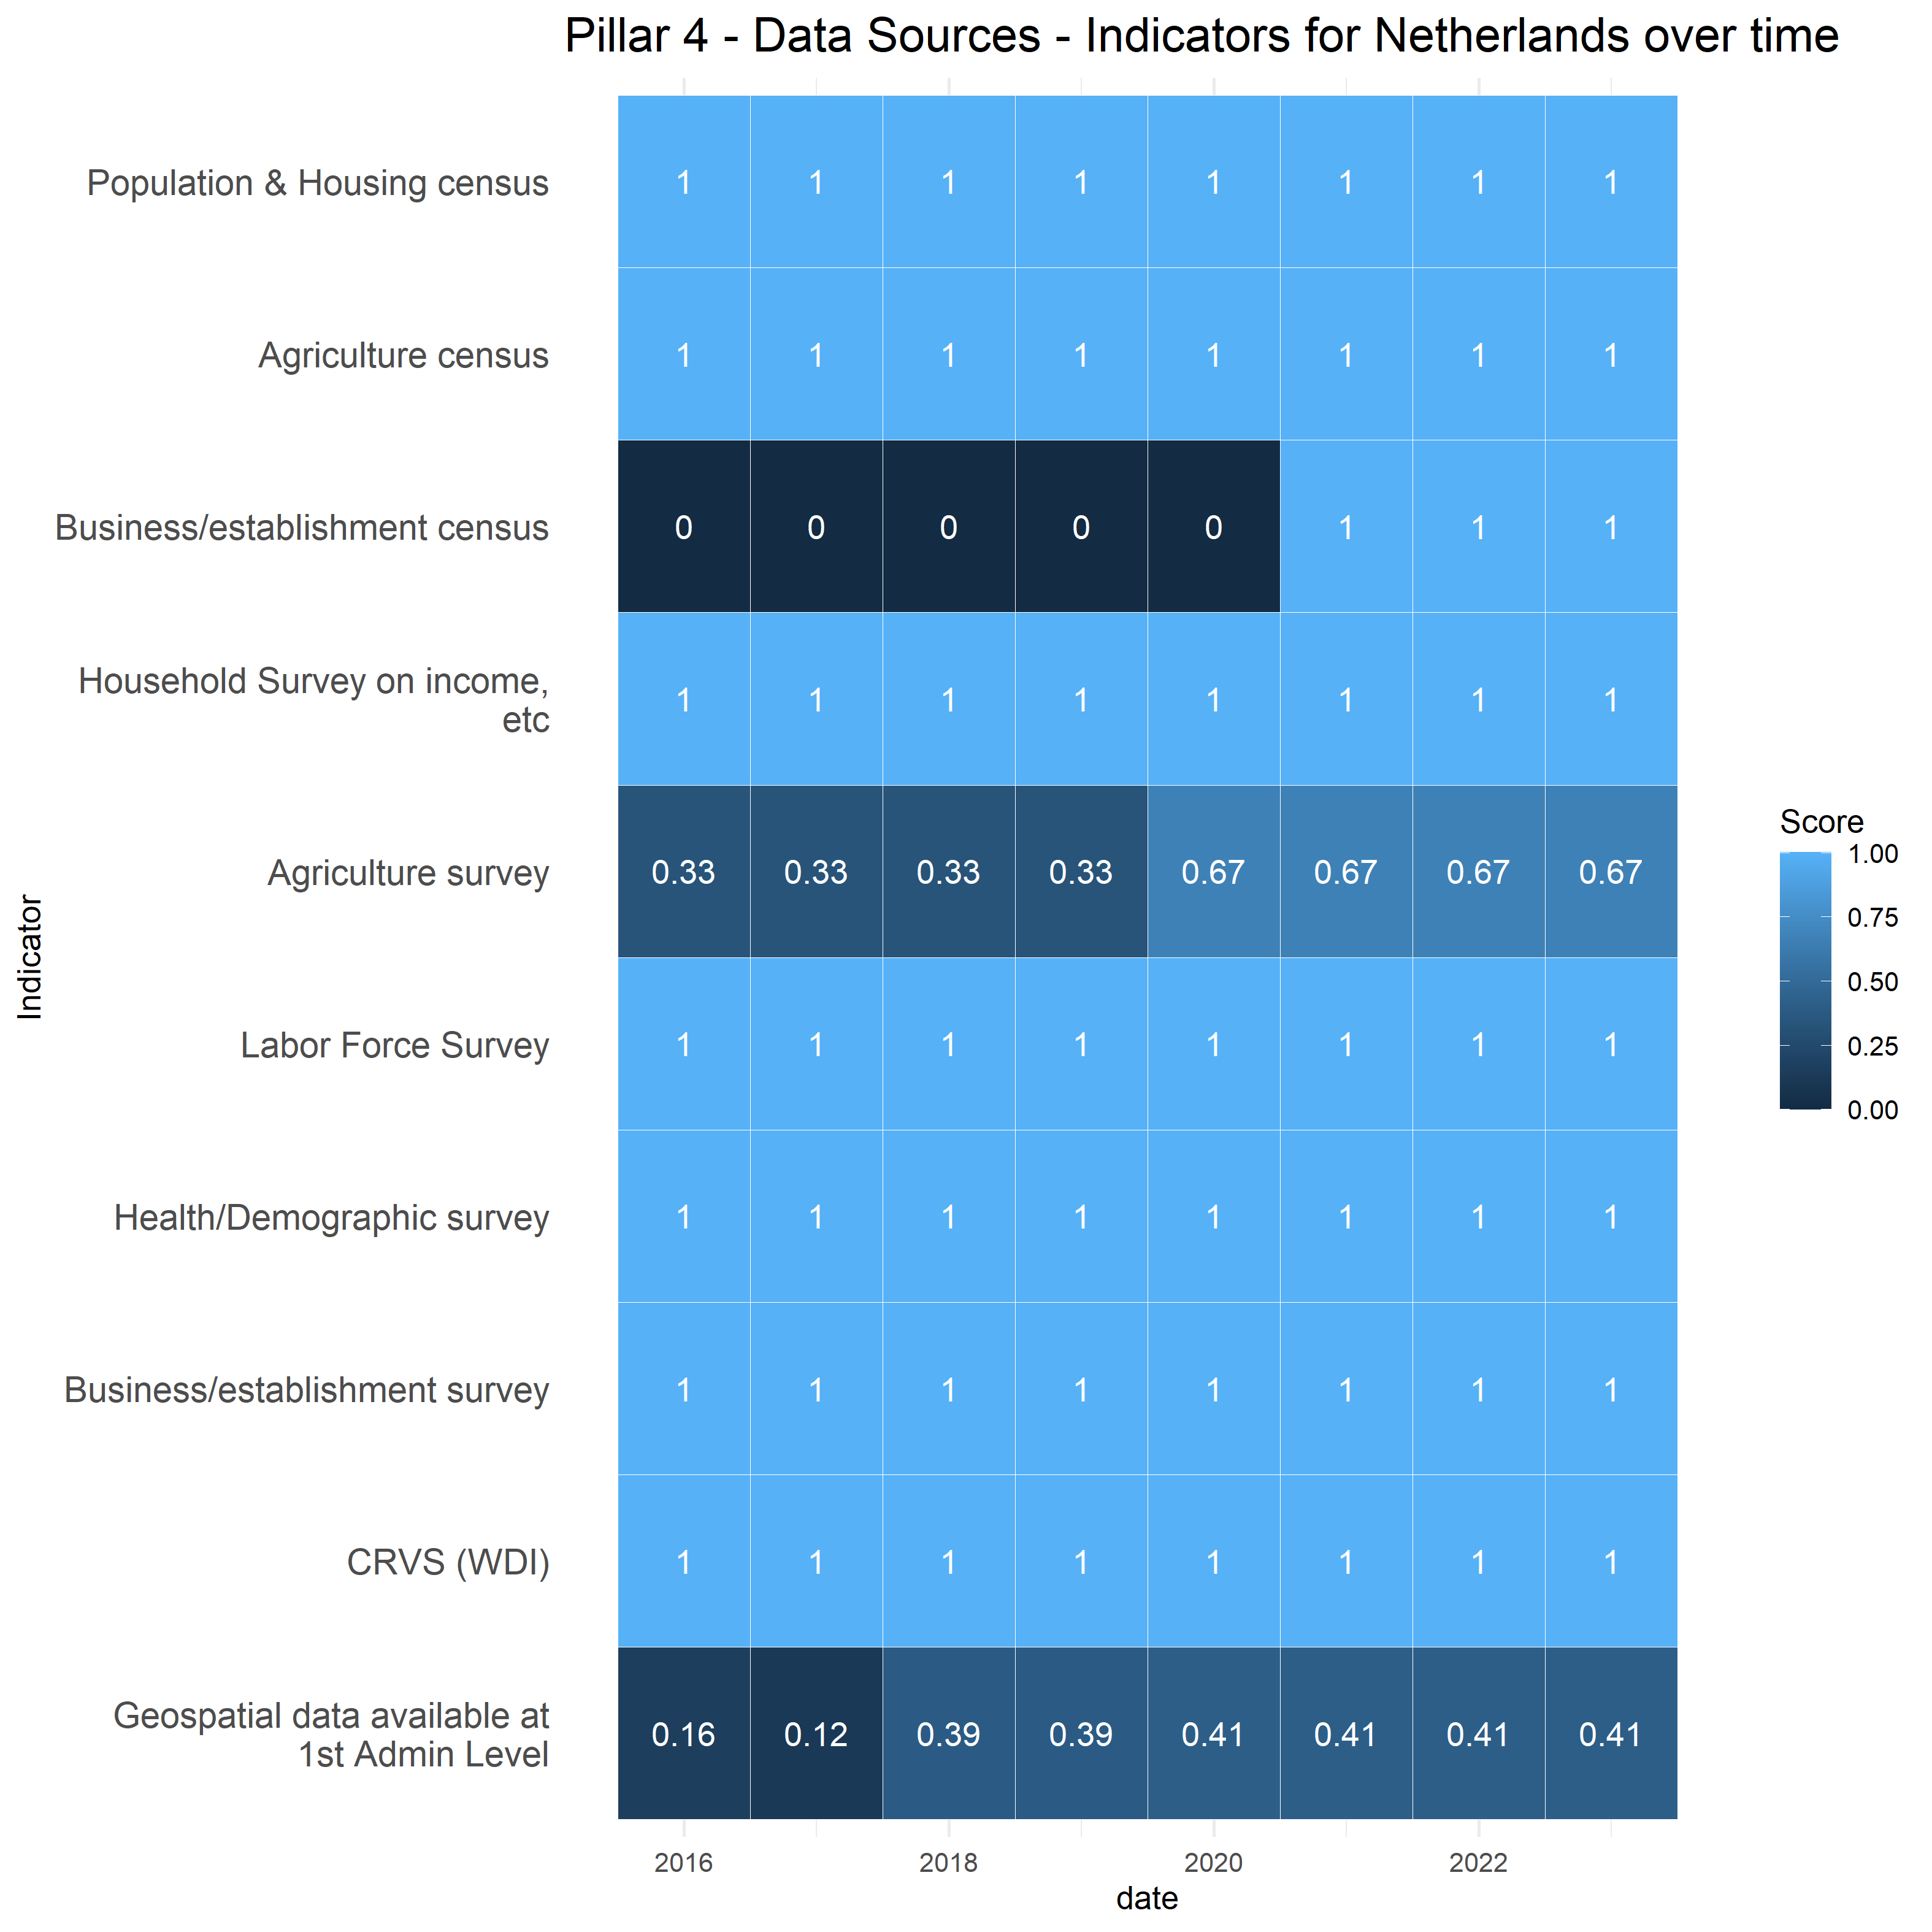 Pillar 4 - Data Sources - Indicators for Netherlands over time
Population & Housing census
1 1 1 1 1 1 1 1
Agriculture census
1 1 1 1 1 1 1 1
Business/establishment census
0 0 0 0 0 1 1 1
Household Survey on income,
etc
1 1 1 1 1 1 1 1
Agriculture survey
0.33 0.33 0.33 0.33 0.67 0.67 0.67 0.67
Labor Force Survey
1 1 1 1 1 1 1 1
Health/Demographic survey
1 1 1 1 1 1 1 1
Business/establishment survey
1 1 1 1 1 1 1 1
CRVS (WDI)
1 1 1 1 1 1 1 1
Geospatial data available at
1st Admin Level
0.16 0.12 0.39 0.39 0.41 0.41 0.41 0.41
2016 2018 2020 2022
date
Indicator
Score
1.00
0.75
0.50
0.25
0.00